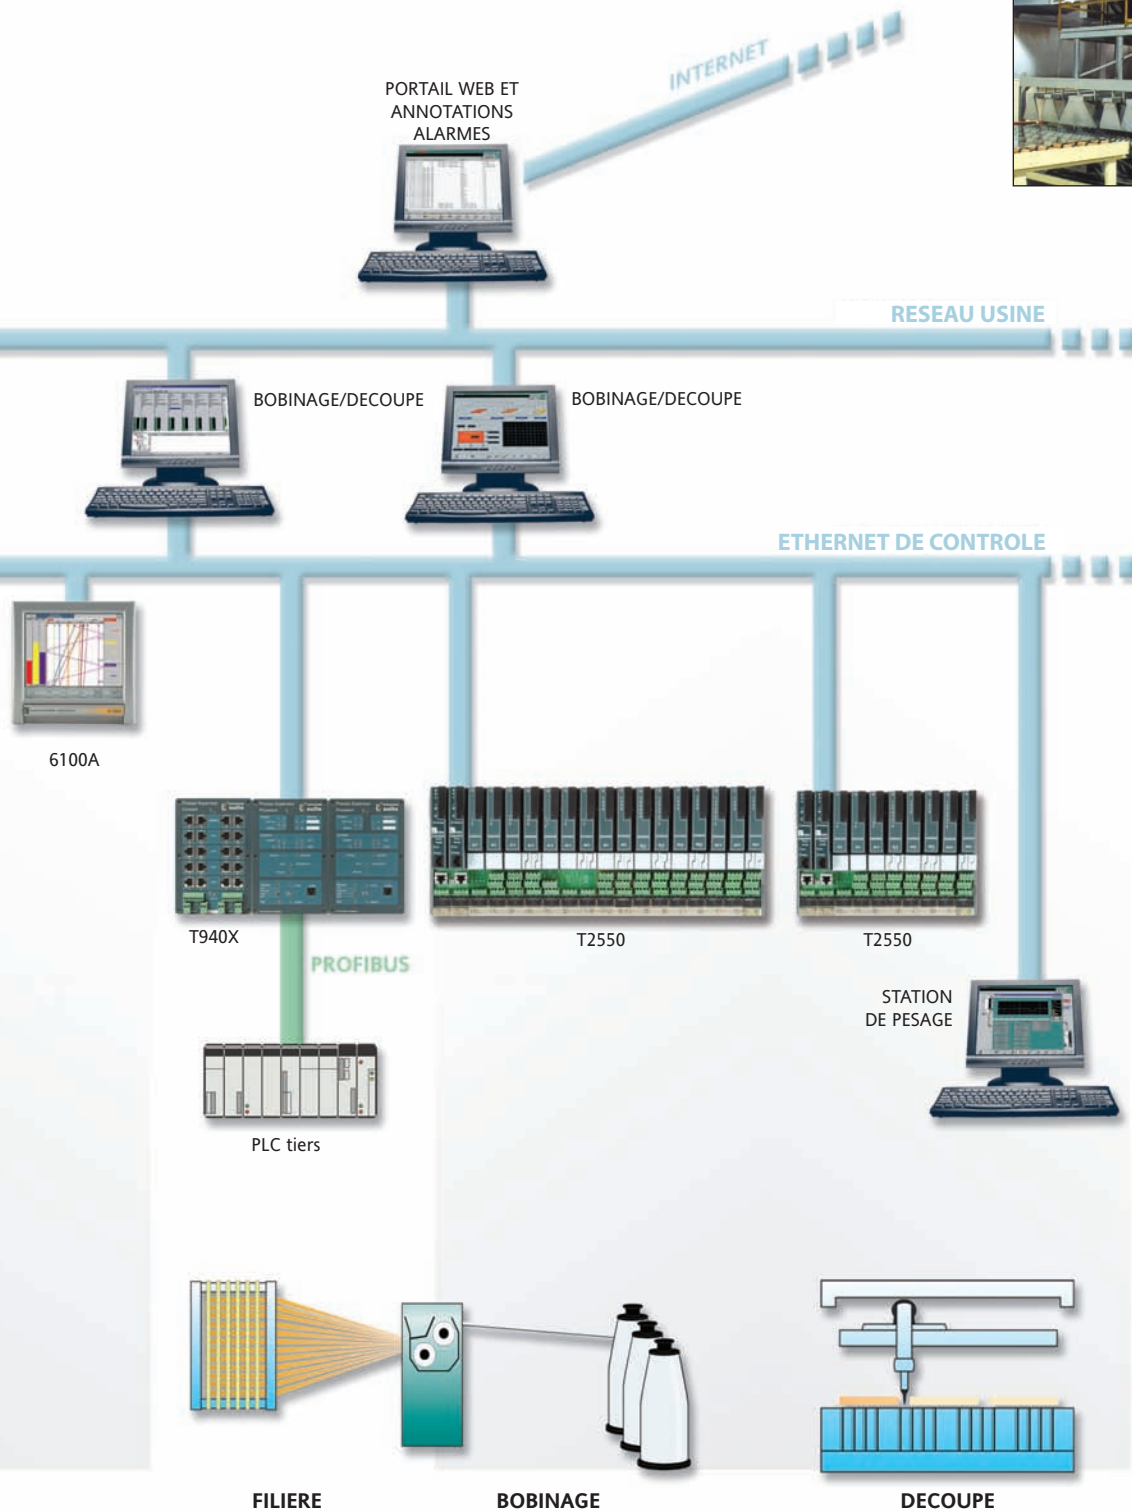 INTERNET
PORTAIL WEB ET
ANNOTATIONS
ALARMES
RESEAU USINE
BOBINAGE/DECOUPE
BOBINAGE/DECOUPE
ETHERNET DE CONTROLE
6100A
T940X
T2550
T2550
PROFIBUS
STATION
DE PESAGE
PLC tiers
FILIERE
BOBINAGE
DECOUPE